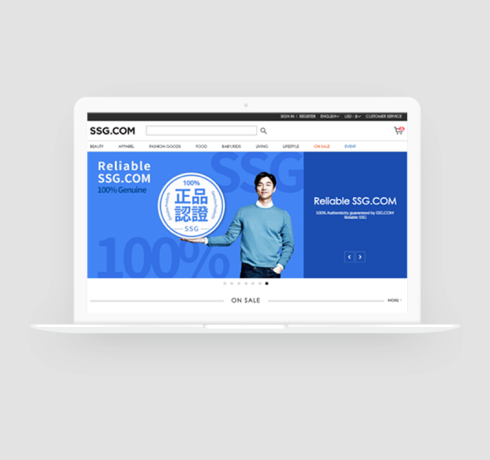 SIGN IN | REGISTER ENGLISH USD - $ CUSTOMER SERVICE
SSG.COM
BEAUTY APPAREL FASHION GOODS FOOD BABY/KIDS LIVING LIFESTYLE ON SALE EVENT
Reliable
SSG.COM
100% Genuine
SSG
100%
100%
正品
認證
SSG
Reliable SSG.COM
100% Authenticity guaranteed by SSG.COM
Reliable SSG
ON SALE
MORE